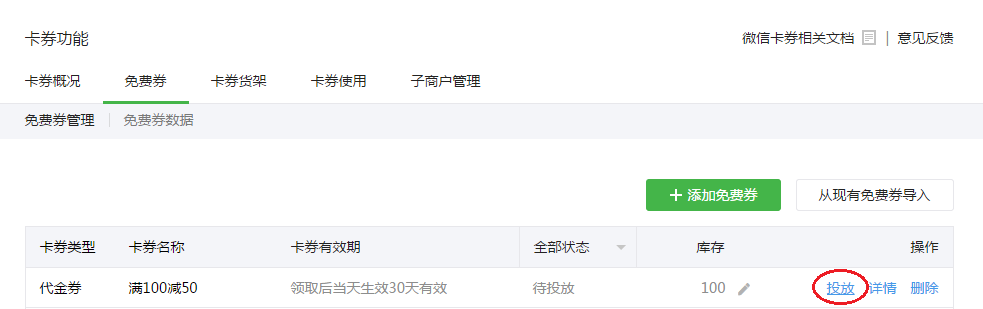 卡券功能 微信卡券相关文档 | 意见反馈
卡券概况 免费券 卡券货架 卡券使用 子商户管理
免费券管理 免费券数据
添加免费券 从现有免费券导入
卡券类型 卡券名称 卡券有效期 全部状态 库存 操作
代金券 满100减50 领取后当天生效30天有效 待投放 100 投放 详情 删除